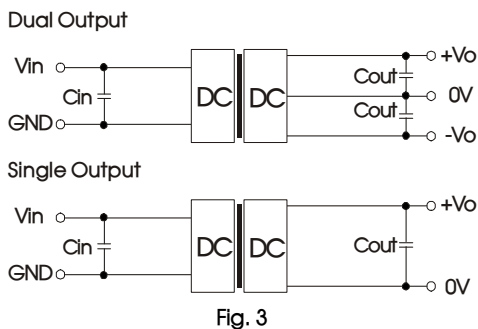 Dual Output
Vin
Cin
GND
DC DC
Cout
Cout
+Vo
0V
-Vo
Single Output
Vin
Cin
GND
DC DC
Cout
+Vo
0V
Fig. 3